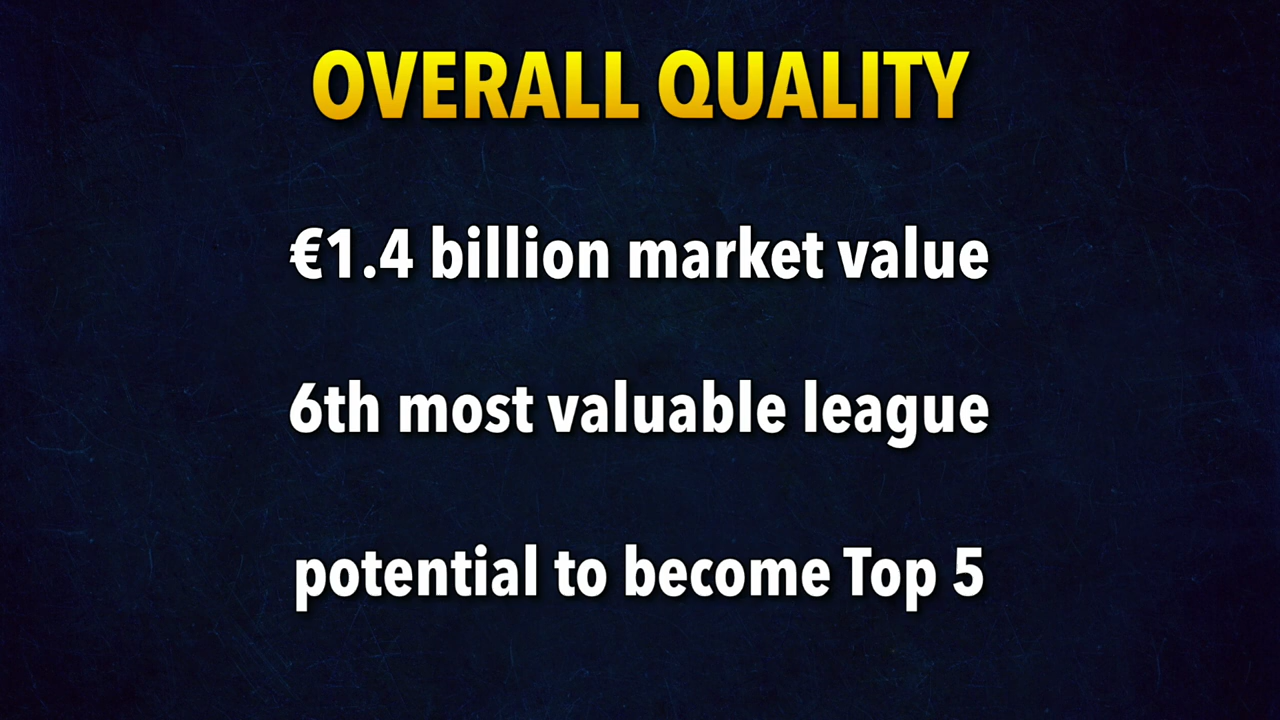 OVERALL QUALITY
€1.4 billion market value
6th most valuable league
potential to become Top 5